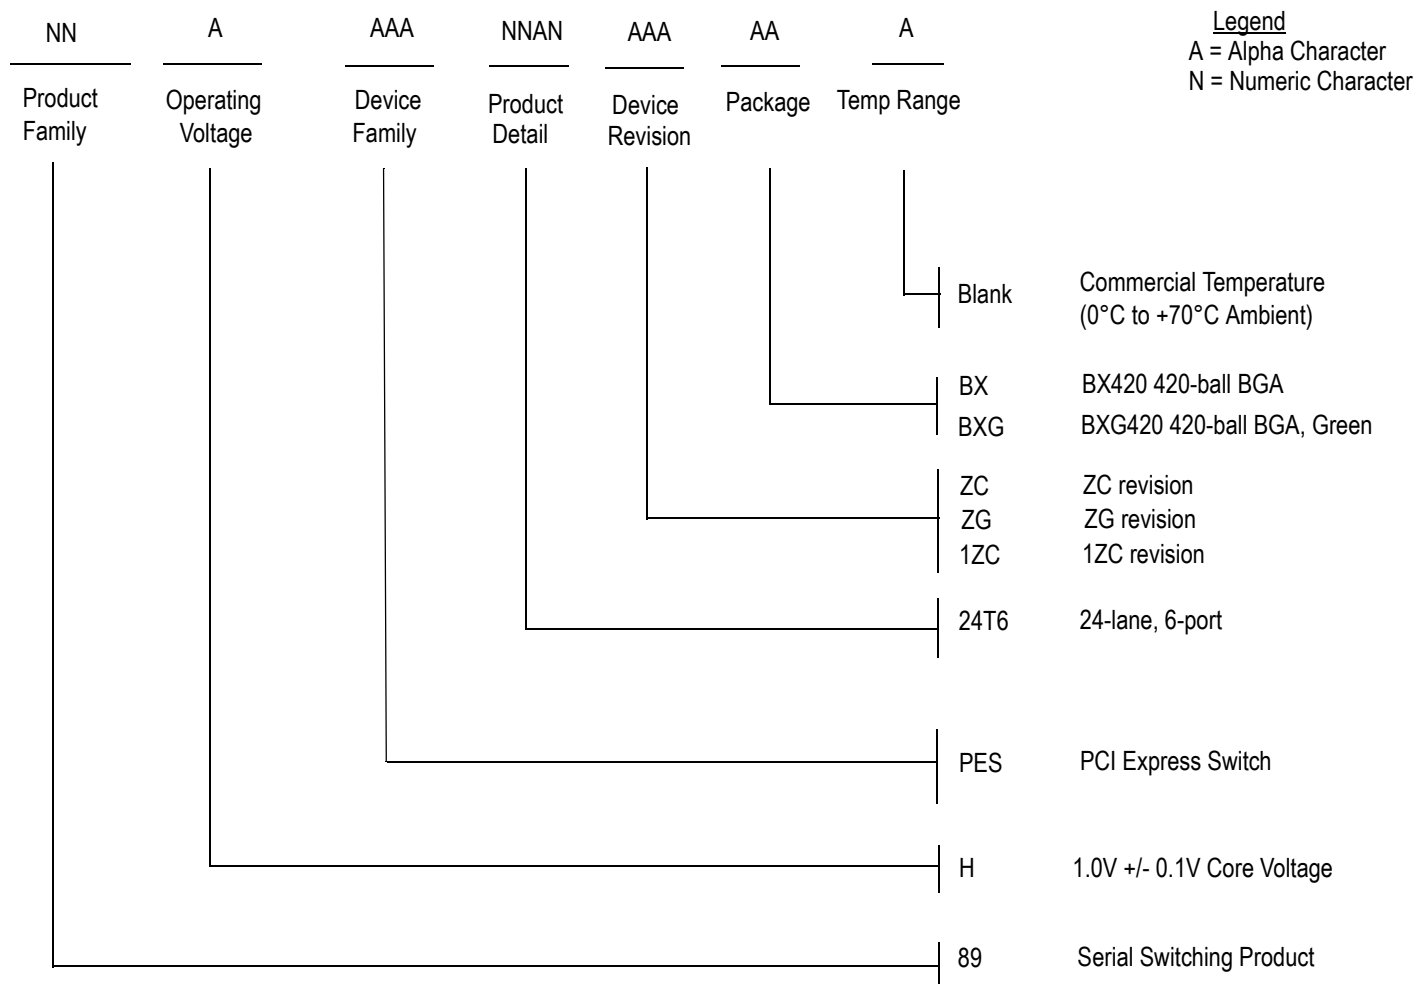 NN A AAA NNAN AAA AA A
Legend
A = Alpha Character
N = Numeric Character
Product Family
Operating Voltage
Device Family
Product Detail
Device Revision
Package
Temp Range
Blank Commercial Temperature
(0°C to +70°C Ambient)
BX BX420 420-ball BGA
BXG BXG420 420-ball BGA, Green
ZC ZC revision
ZG ZG revision
1ZC 1ZC revision
24T6 24-lane, 6-port
PES PCI Express Switch
H 1.0V +/- 0.1V Core Voltage
89 Serial Switching Product